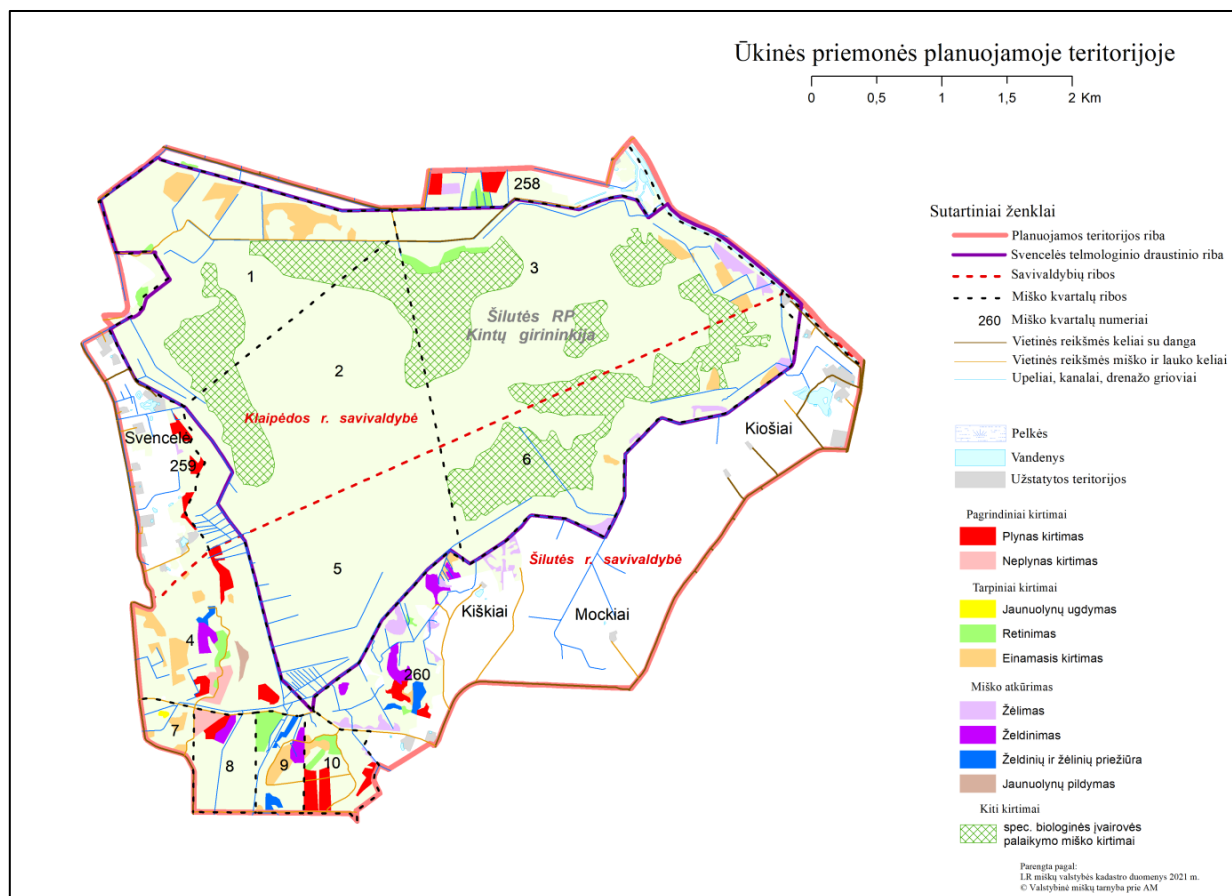 Ūkinės priemonės planuojamoje teritorijoje
0 0,5 1 2 Km
258
1
3
Šilutės RP
Kintų girininkija
2
Klaipėdos r. savivaldybė
Svencelė
259
Kiošiai
6
5
Šilutės r. savivaldybė
Kiškiai
Mockiai
4
260
7
8
9
10
Sutartiniai ženklai
Planuojamos teritorijos riba
Svencelės telmologinio draustinio riba
Savivaldybių ribos
Miško kvartalų ribos
260 Miško kvartalų numeriai
Vietinės reikšmės keliai su danga
Vietinės reikšmės miško ir lauko keliai
Upeliai, kanalai, drenažo grioviai
Pelkės
Vandenys
Užstatytos teritorijos
Pagrindiniai kirtimai
Plynas kirtimas
Neplynas kirtimas
Tarpiniai kirtimai
Jaunuolynų ugdymas
Retinimas
Einamasis kirtimas
Miško atkūrimas
Žėlimas
Želdinimas
Želdinių ir žėlinių priežiūra
Jaunuolynų pildymas
Kiti kirtimai
spec. biologinės įvairovės
palaikymo miško kirtimai
Parengta pagal:
LR miškų valstybės kadastro duomenys 2021 m.
© Valstybinė miškų tarnyba prie AM